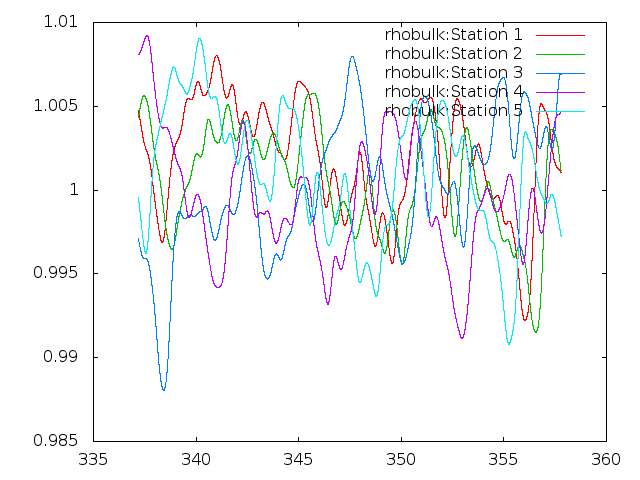 1.01
1.005
1
0.995
0.99
0.985
335
340
345
350
355
360
rhobulk:Station 1
rhobulk:Station 2
rhobulk:Station 3
rhobulk:Station 4
rhobulk:Station 5